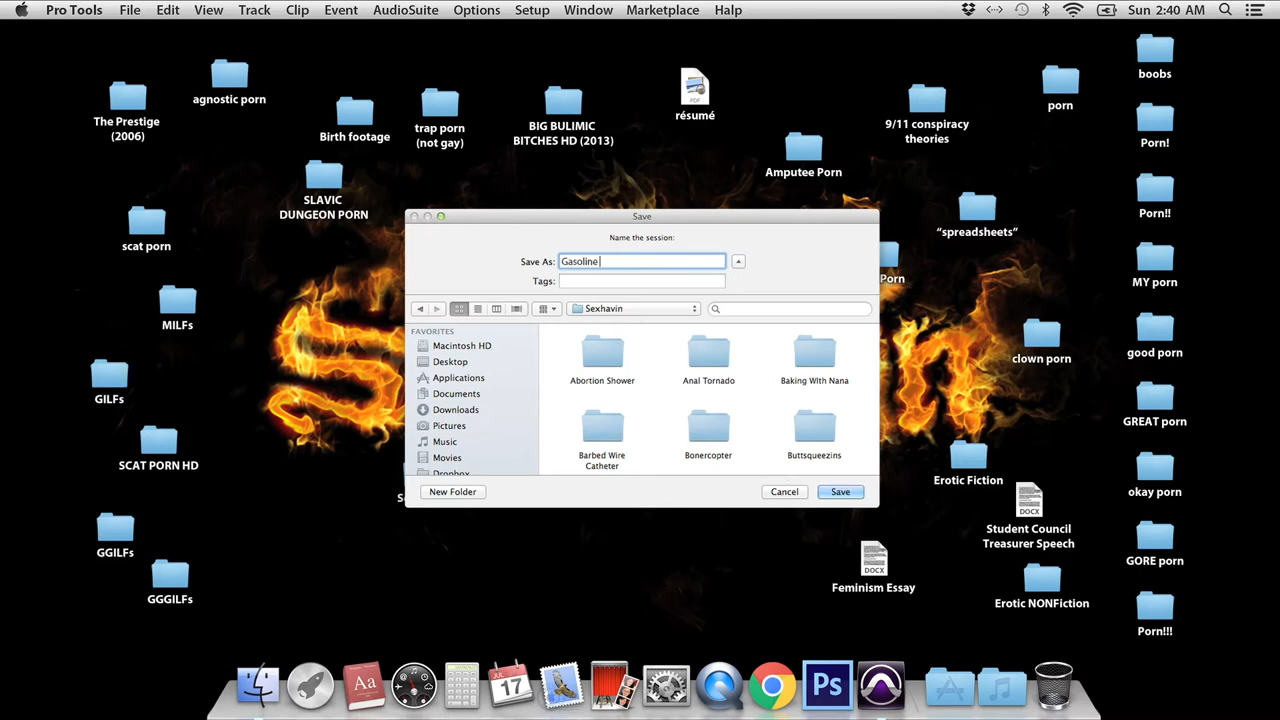 Pro Tools File Edit View Track Clip Event AudioSuite Options Setup Window Marketplace Help Sun 2:40 AM
The Prestige
(2006)
agnostic porn
Birth footage
trap porn
(not gay)
BIG BULIMIC
BITCHES HD (2013)
PDF
résumé
Amputee Porn
9/11 conspiracy
theories
porn
boobs
Porn!
SLAVIC
DUNGEON PORN
scat porn
"spreadsheets"
Porn!!
Porn
MILFs
MY porn
clown porn
good porn
GILFs
GREAT porn
SCAT PORN HD
Erotic Fiction
okay porn
DOCX
Student Council
Treasurer Speech
GGILFs
GORE porn
DOCX
Feminism Essay
GGGILFs
Erotic NONFiction
Porn!!!
Save
Name the session:
Save As: Gasoline
Tags:
Sexhavin
FAVORITES
Macintosh HD
Desktop
Applications
Documents
Downloads
Pictures
Music
Movies
Dropbox
Abortion Shower
Anal Tornado
Baking WIth Nana
Barbed Wire
Catheter
Bonercopter
Buttsqueezins
New Folder
Cancel
Save
S
n
Aa
17
Ps